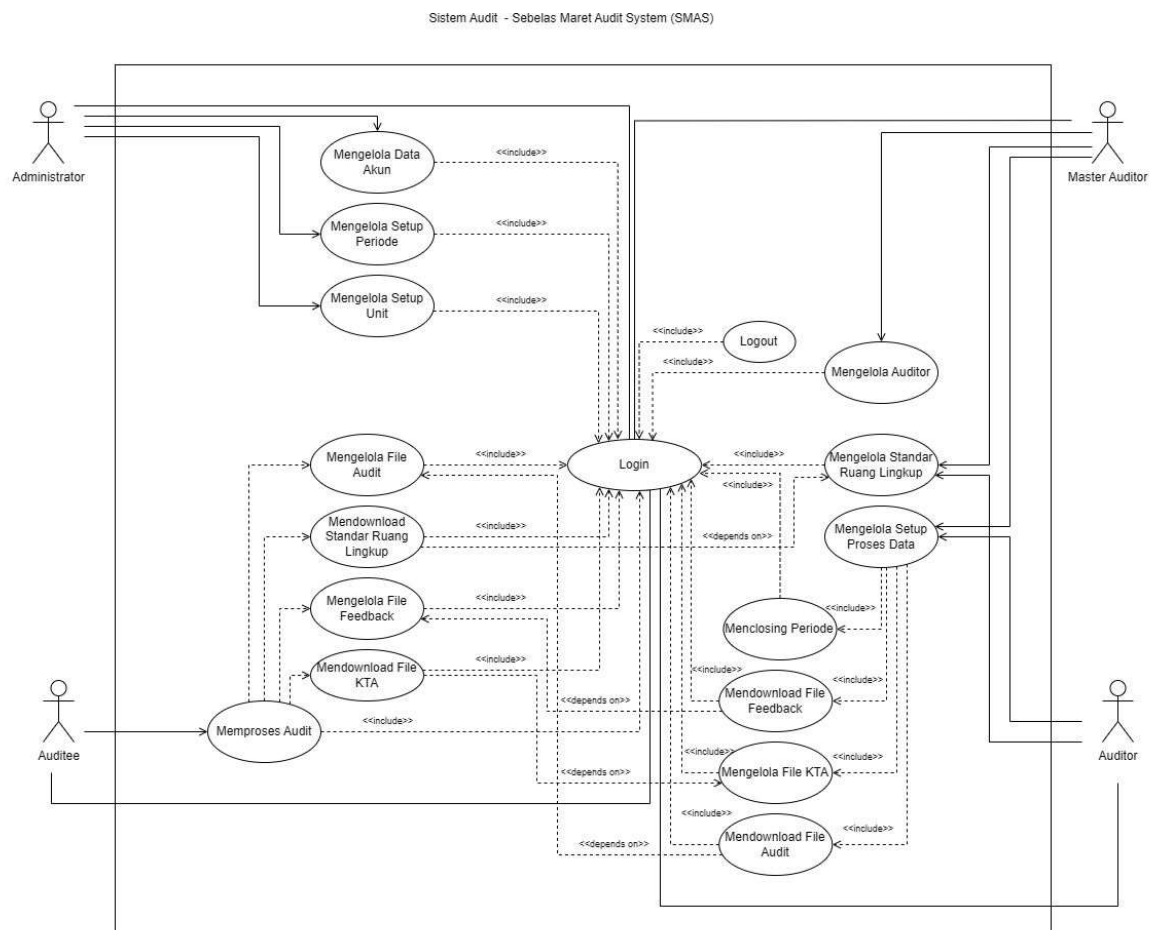 Sistem Audit - Sebelas Maret Audit System (SMAS)
Administrator
Master Auditor
Mengelola Data
Akun
<<include>>
Mengelola Setup
Periode
<<include>>
Mengelola Setup
Unit
<<include>>
<<include>>
Logout
<<include>>
Mengelola Auditor
Mengelola File
Audit
<<include>>
Login
<<include>>
Mengelola Standar
Ruang Lingkup
<<include>>
Mendownload
Standar Ruang
Lingkup
<<include>>
<<depends on>>
Mengelola Setup
Proses Data
Mengelola File
Feedback
<<include>>
Menclosing Periode
<<include>>
Mendownload File
KTA
<<include>>
<<include>>
Mendownload File
Feedback
<<include>>
<<depends on>>
Auditee
Memproses Audit
<<include>>
Auditor
<<include>>
Mengelola File KTA
<<include>>
<<depends on>>
<<include>>
Mendownload File
Audit
<<include>>
<<depends on>>